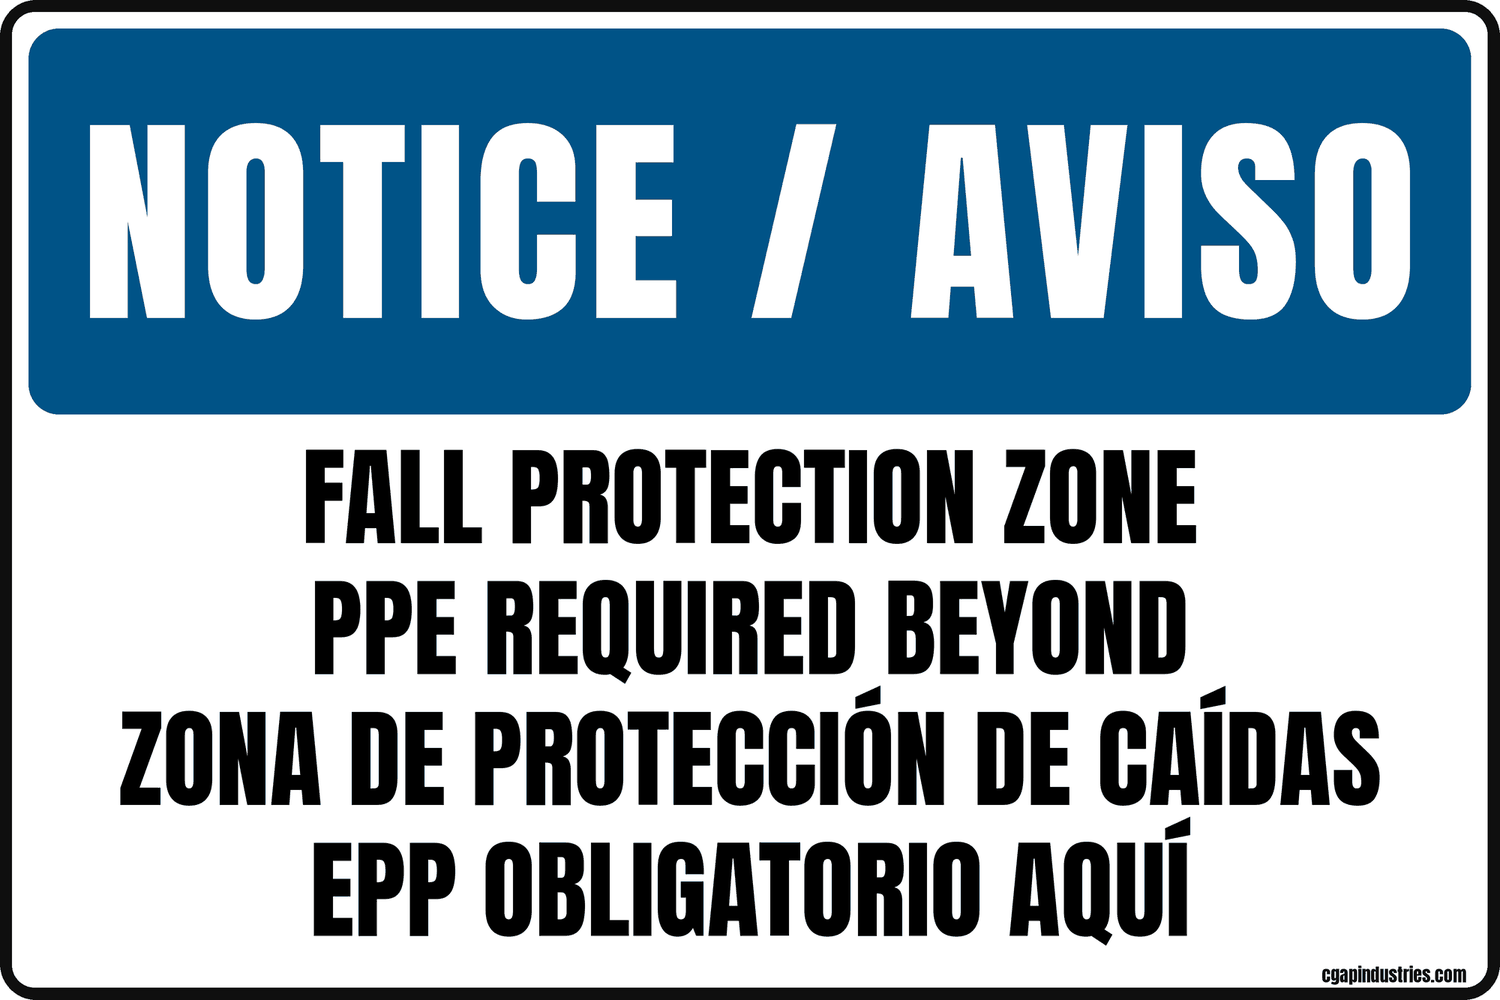 NOTICE / AVISO
FALL PROTECTION ZONE
PPE REQUIRED BEYOND
ZONA DE PROTECCIÓN DE CAÍDAS
EPP OBLIGATORIO AQUÍ
cgapindustries.com